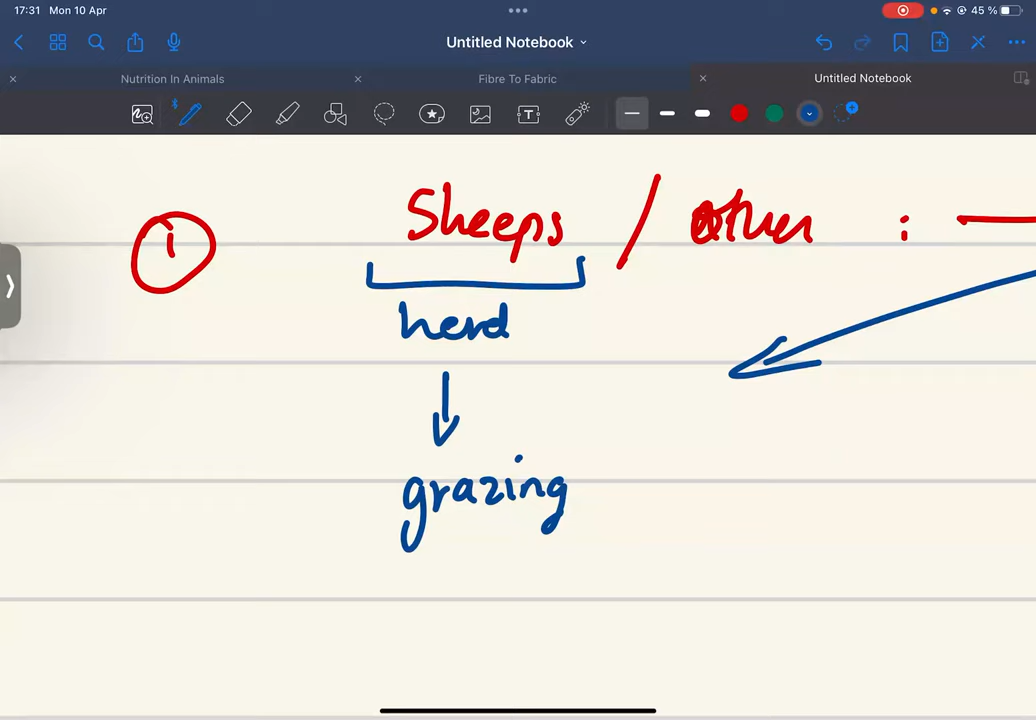 17:31 Mon 10 Apr 45 %
Untitled Notebook
Nutrition In Animals Fibre To Fabric Untitled Notebook
T
1 Sheeps / other : —
herd
grazing